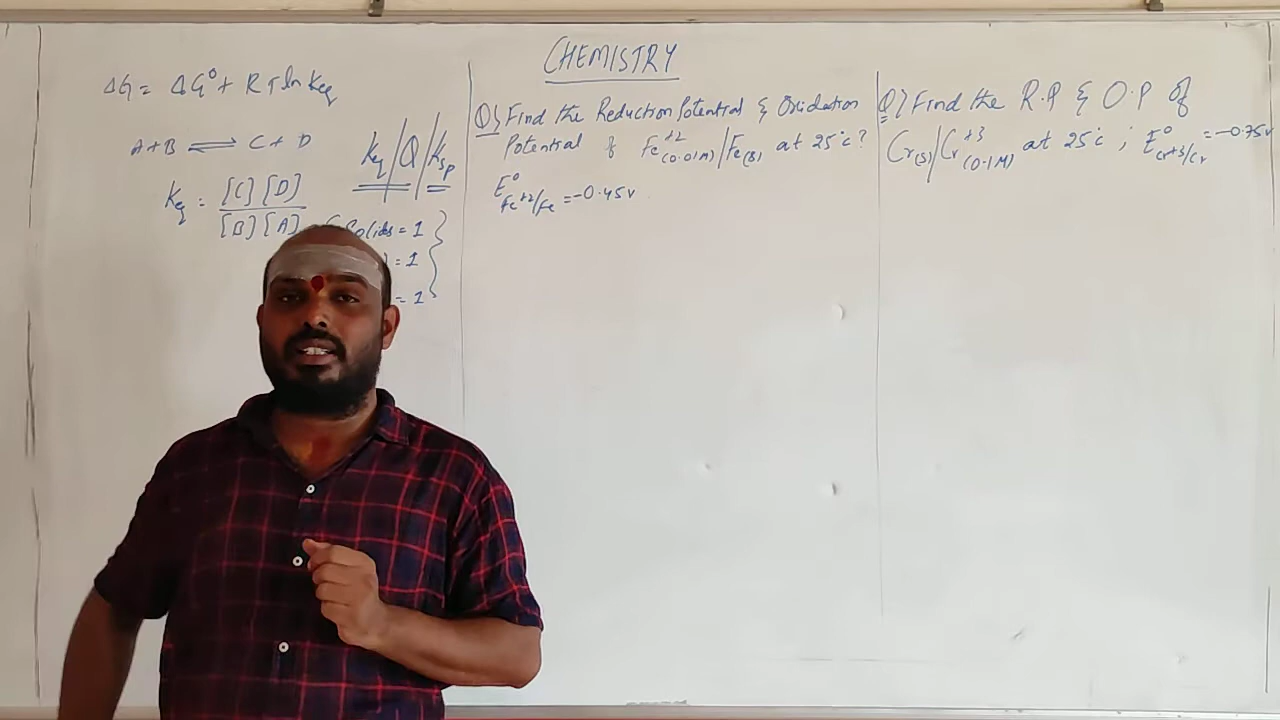 CHEMISTRY
ΔG = ΔG° + RT ln Keq
A + B ⇌ C + D
Keq / Q / Ksp
Keq = [C] [D] / [B] [A]
Solids = 1
= 1
= 1
Q) Find the Reduction Potential & Oxidation
Potential of Fe+2(0.01M)/Fe(s) at 25°c?
E°Fe+2/Fe = -0.45v
Q) Find the R.P & O.P of
Cr(s)/Cr+3(0.1M) at 25°c ; E°Cr+3/Cr = -0.75v